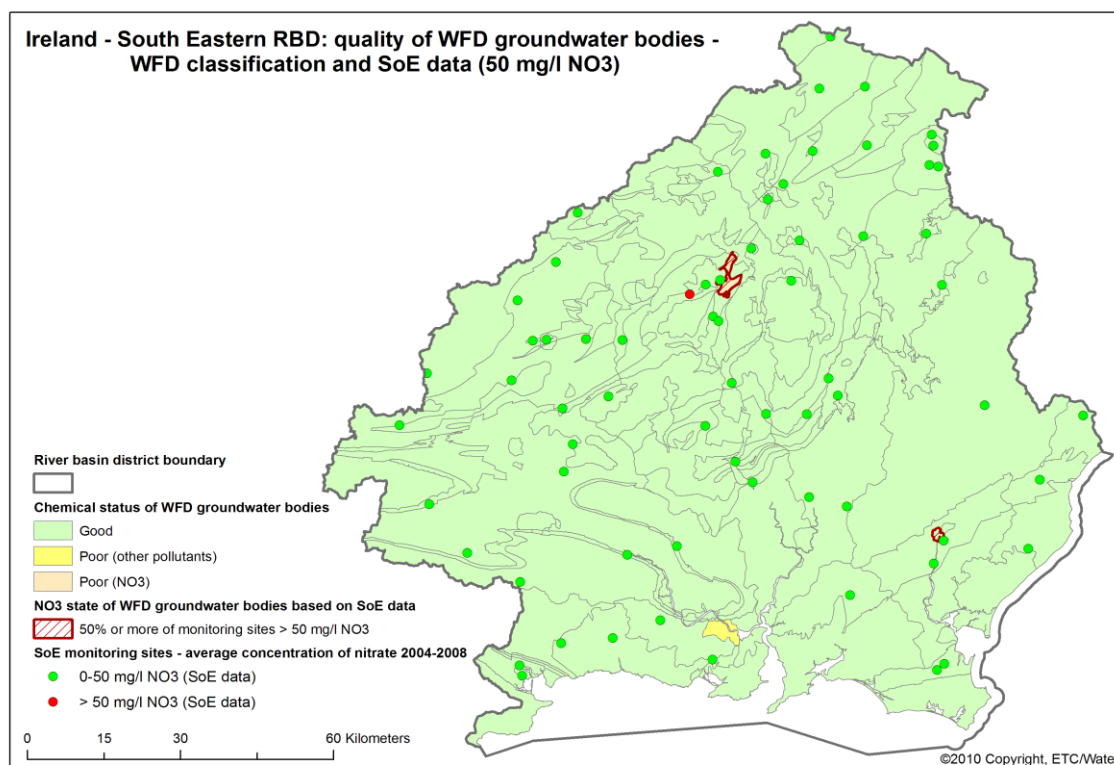 Ireland - South Eastern RBD: quality of WFD groundwater bodies -
WFD classification and SoE data (50 mg/l NO3)
River basin district boundary
Chemical status of WFD groundwater bodies
Good
Poor (other pollutants)
Poor (NO3)
NO3 state of WFD groundwater bodies based on SoE data
50% or more of monitoring sites > 50 mg/l NO3
SoE monitoring sites - average concentration of nitrate 2004-2008
0-50 mg/l NO3 (SoE data)
> 50 mg/l NO3 (SoE data)
0 15 30 60 Kilometers
©2010 Copyright, ETC/Water